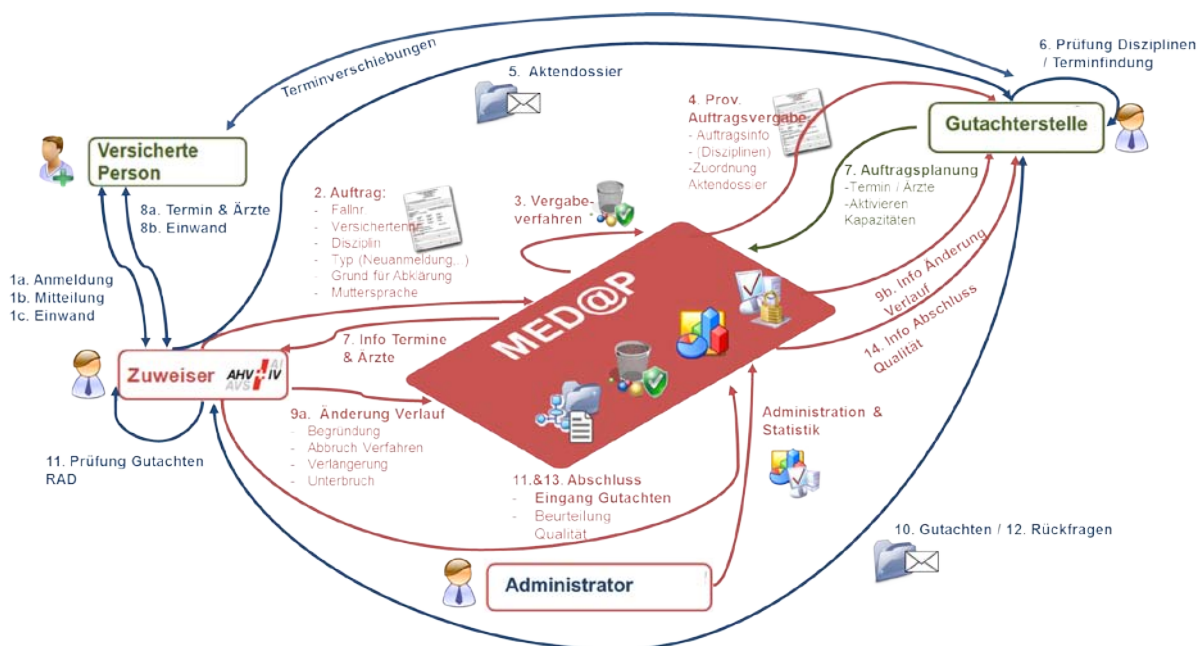 Terminverschiebungen
5. Aktendossier
6. Prüfung Disziplinen
/ Terminfindung
4. Prov.
Auftragsvergabe
- Auftragsinfo
- (Disziplinen)
-Zuordnung
Aktendossier
Gutachterstelle
Versicherte
Person
7. Auftragsplanung
-Termin / Ärzte
-Aktivieren
Kapazitäten
2. Auftrag:
- Fallnr.
- Versichertennr.
- Disziplin
- Typ (Neuanmeldung...)
- Grund für Abklärung
- Muttersprache
3. Vergabe-
verfahren
8a. Termin & Ärzte
8b. Einwand
1a. Anmeldung
1b. Mitteilung
1c. Einwand
MED@P
9b. Info Änderung
Verlauf
14. Info Abschluss
Qualität
7. Info Termine
& Ärzte
Zuweiser
AHV IV
AVS AI
9a. Änderung Verlauf
- Begründung
- Abbruch Verfahren
- Verlängerung
- Unterbruch
Administration &
Statistik
11. Prüfung Gutachten
RAD
11.&13. Abschluss
- Eingang Gutachten
- Beurteilung
Qualität
10. Gutachten / 12. Rückfragen
Administrator